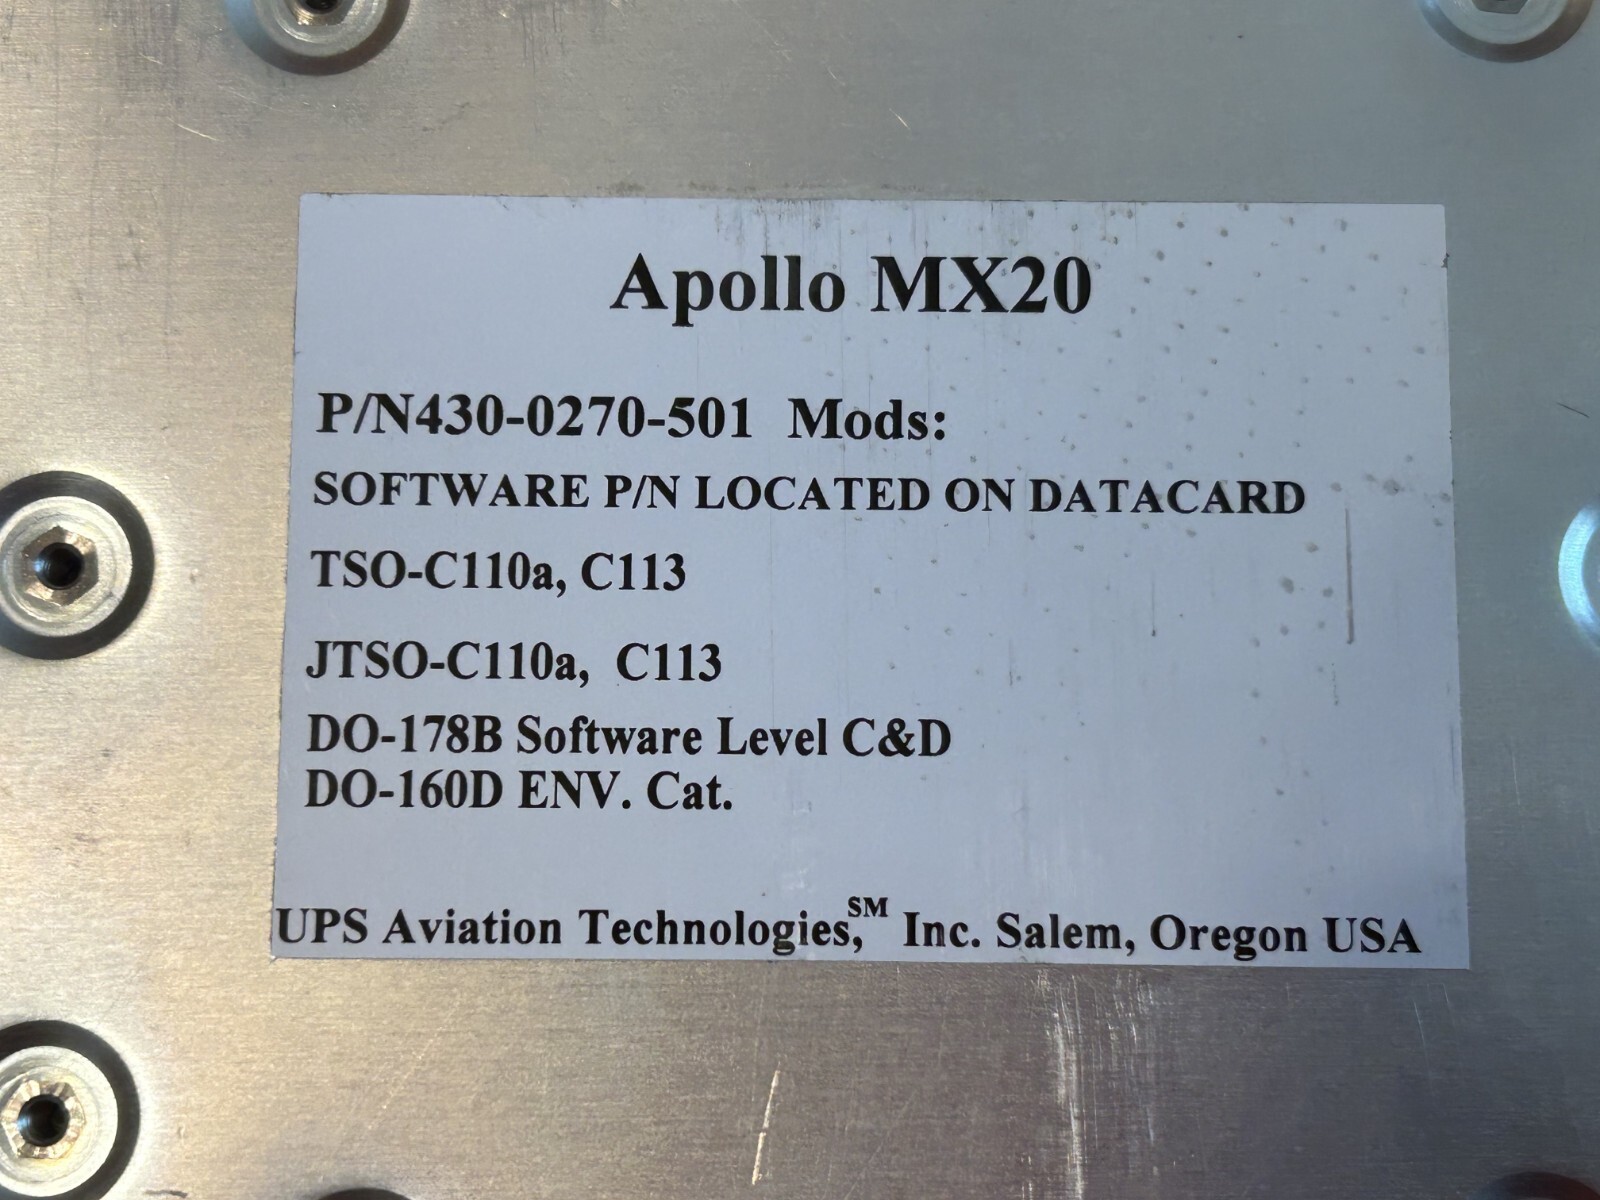 Apollo MX20
P/N430-0270-501 Mods:
SOFTWARE P/N LOCATED ON DATACARD
TSO-C110a, C113
JTSO-C110a, C113
DO-178B Software Level C&D
DO-160D ENV. Cat.
UPS Aviation Technologies,SM Inc. Salem, Oregon USA